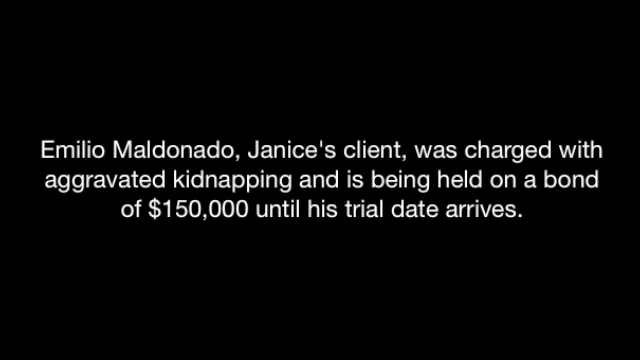 Emilio Maldonado, Janice's client, was charged with
aggravated kidnapping and is being held on a bond
of $150,000 until his trial date arrives.